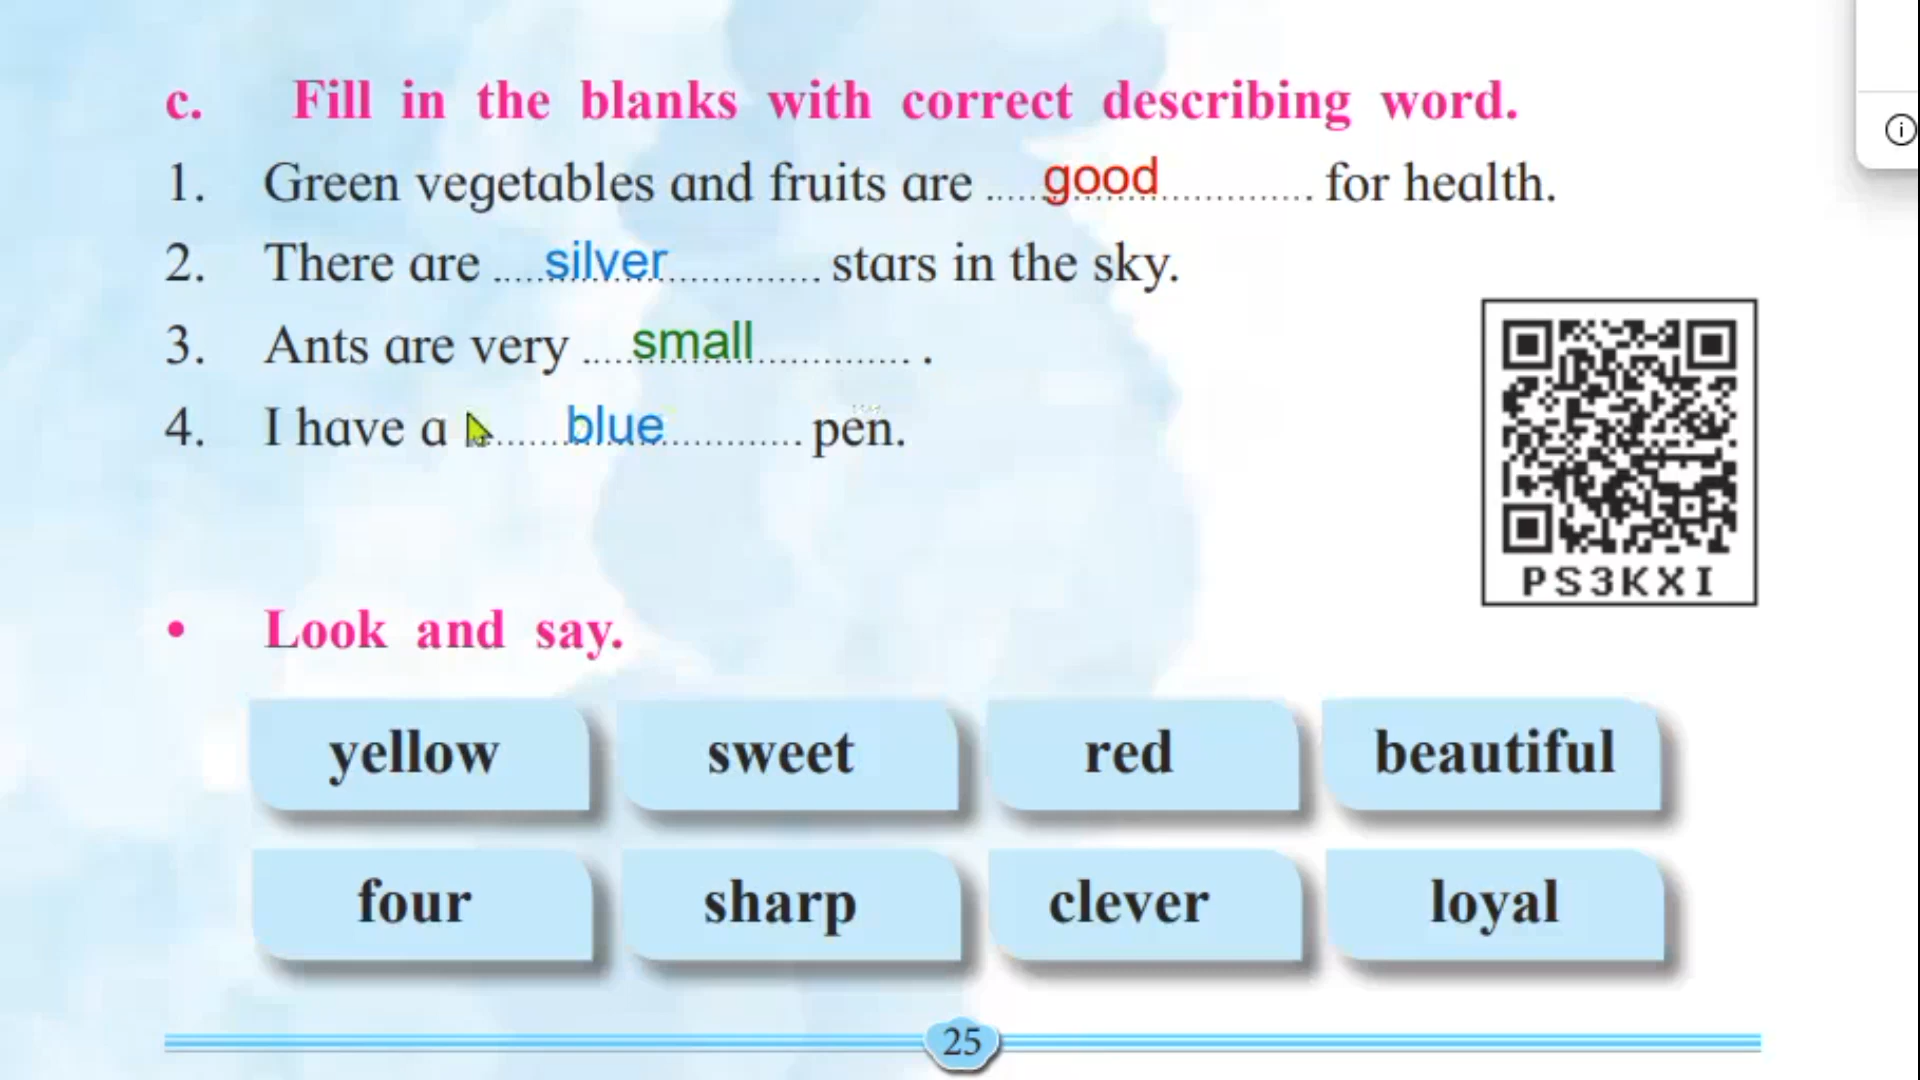 c. Fill in the blanks with correct describing word.
1. Green vegetables and fruits are .....good................. for health.
2. There are .....silver................. stars in the sky.
3. Ants are very .....small................. .
4. I have a .....blue................. pen.
PS3KXI
• Look and say.
yellow sweet red beautiful
four sharp clever loyal
25